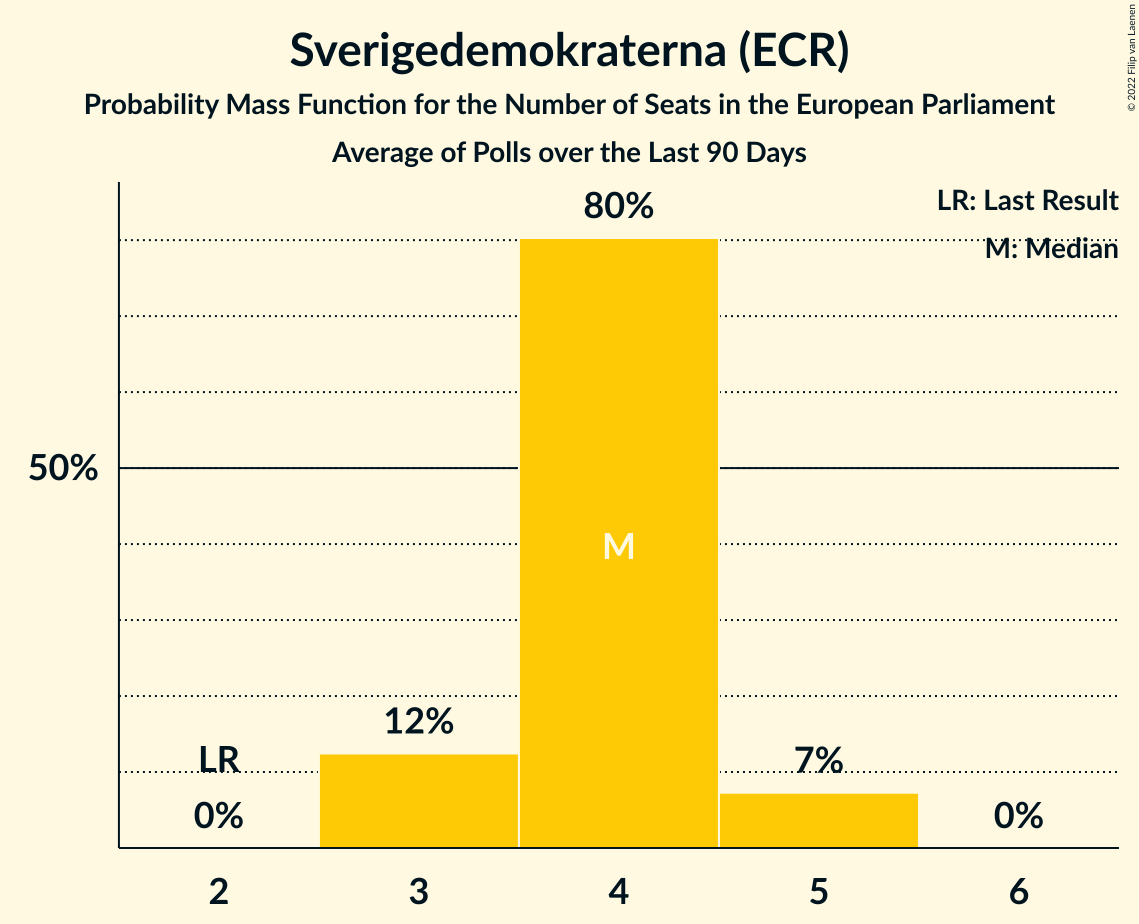 Sverigedemokraterna (ECR)
Probability Mass Function for the Number of Seats in the European Parliament
Average of Polls over the Last 90 Days
© 2022 Filip van Laenen
LR: Last Result
M: Median
80%
50%
M
12%
LR
7%
0%
0%
2
3
4
5
6